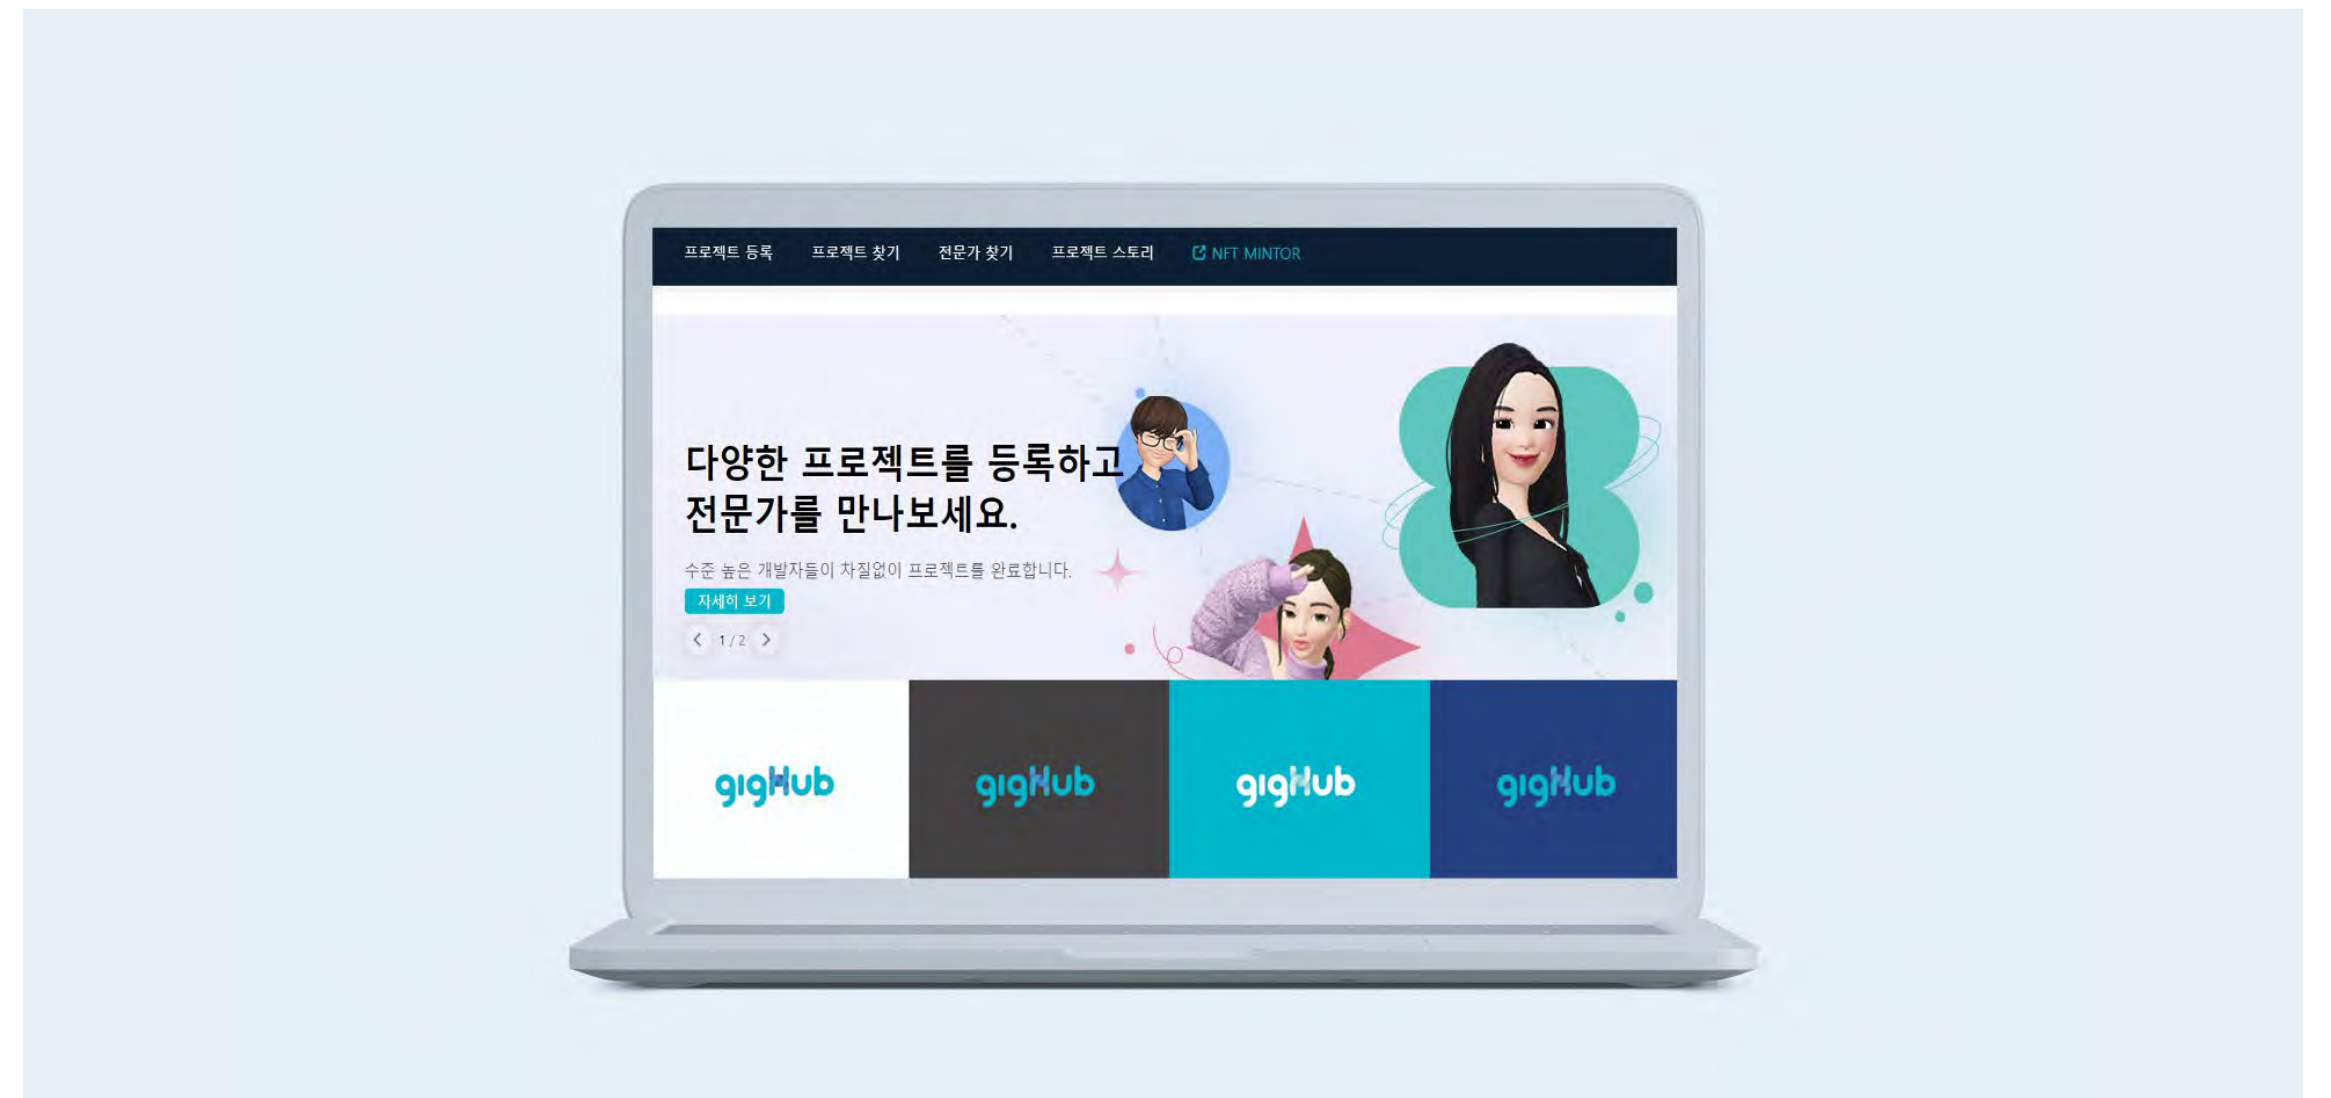 프로젝트 등록 프로젝트 찾기 전문가 찾기 프로젝트 스토리 NFT MINTOR
다양한 프로젝트를 등록하고
전문가를 만나보세요.
수준 높은 개발자들이 차질없이 프로젝트를 완료합니다.
자세히 보기
1 / 2
gigHub gigHub gigHub gigHub